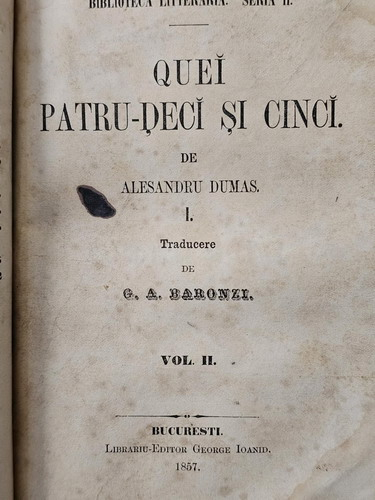 BIBLIOTECA LITTERARIA. SERIA II.
QUEĬ
PATRU-D̦ECĬ ȘI CINCĬ.
DE
ALESANDRU DUMAS.
I.
Traducere
DE
G. A. BARONZI.
VOL. II.
BUCURESTI.
LIBRARIU-EDITOR GEORGE IOANID.
1857.